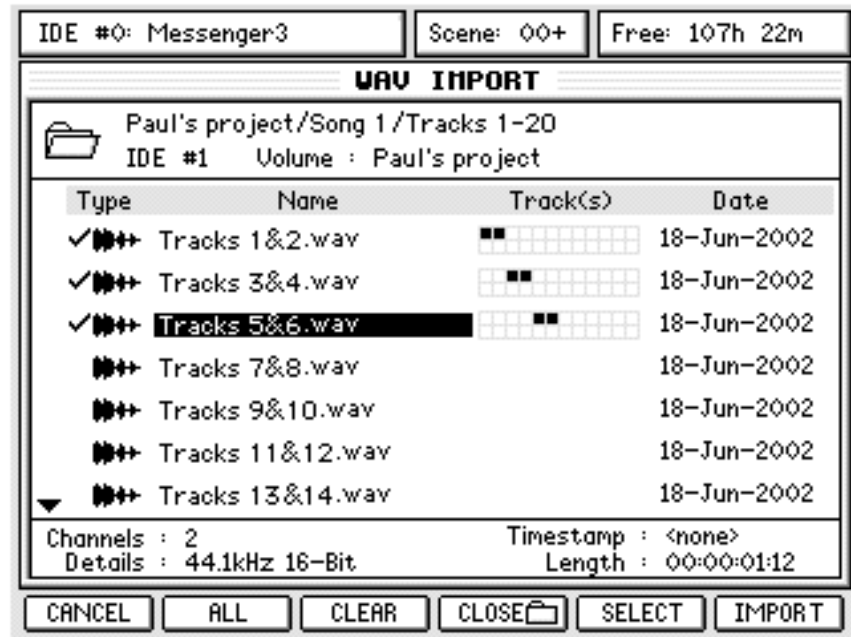 IDE #0: Messenger3 Scene: 00+ Free: 107h 22m
WAV IMPORT
Paul's project/Song 1/Tracks 1-20
IDE #1 Volume : Paul's project
Type Name Track(s) Date
Tracks 1&2.wav 18-Jun-2002
Tracks 3&4.wav 18-Jun-2002
Tracks 5&6.wav 18-Jun-2002
Tracks 7&8.wav 18-Jun-2002
Tracks 9&10.wav 18-Jun-2002
Tracks 11&12.wav 18-Jun-2002
Tracks 13&14.wav 18-Jun-2002
Channels : 2 Timestamp : <none>
Details : 44.1kHz 16-Bit Length : 00:00:01:12
CANCEL ALL CLEAR CLOSE SELECT IMPORT